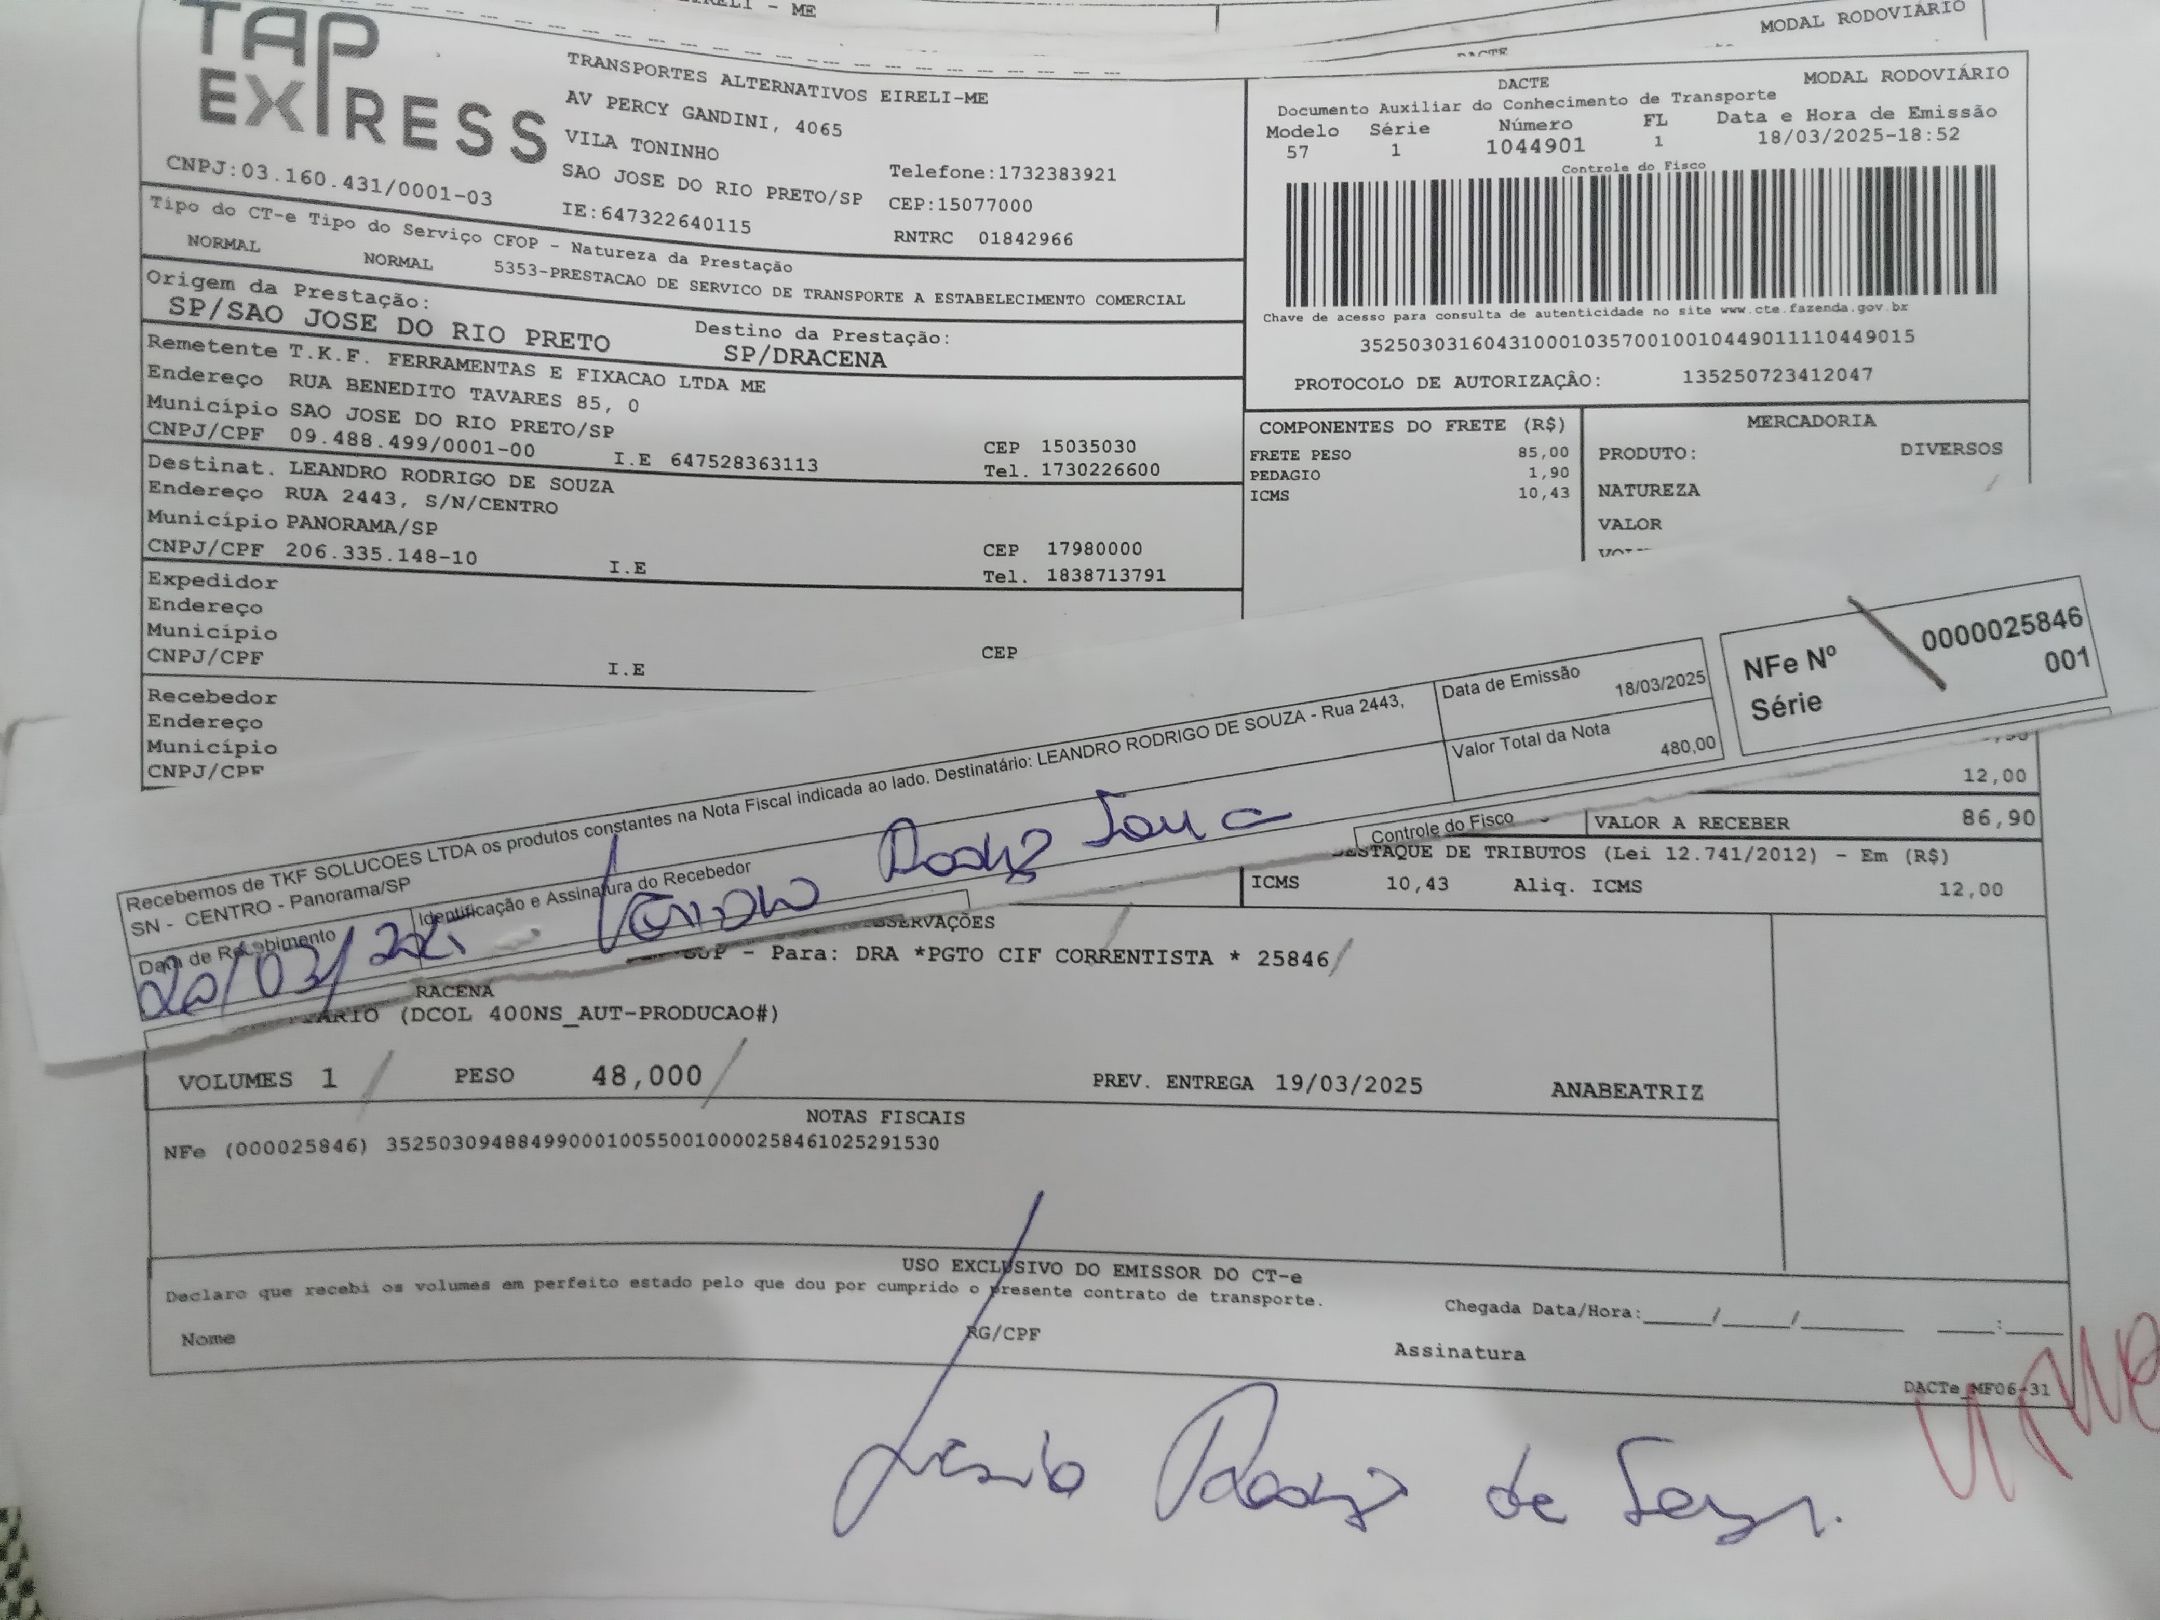 EIRELI - ME
MODAL RODOVIÁRIO
DACTE
TAP EXPRESS
TRANSPORTES ALTERNATIVOS EIRELI-ME
AV PERCY GANDINI, 4065
VILA TONINHO
SAO JOSE DO RIO PRETO/SP
IE:647322640115
Telefone:1732383921
CEP:15077000
RNTRC 01842966
CNPJ:03.160.431/0001-03
DACTE MODAL RODOVIÁRIO
Documento Auxiliar do Conhecimento de Transporte
Modelo Série Número FL Data e Hora de Emissão
57 1 1044901 1 18/03/2025-18:52
Controle do Fisco
Chave de acesso para consulta de autenticidade no site www.cte.fazenda.gov.br
35250303160431000103570010010449011110449015
PROTOCOLO DE AUTORIZAÇÂO: 135250723412047
Tipo do CT-e Tipo do Serviço CFOP - Natureza da Prestação
NORMAL NORMAL 5353-PRESTACAO DE SERVICO DE TRANSPORTE A ESTABELECIMENTO COMERCIAL
Origem da Prestação: Destino da Prestação:
SP/SAO JOSE DO RIO PRETO SP/DRACENA
Remetente T.K.F. FERRAMENTAS E FIXACAO LTDA ME
Endereço RUA BENEDITO TAVARES 85, 0
Município SAO JOSE DO RIO PRETO/SP CEP 15035030
CNPJ/CPF 09.488.499/0001-00 I.E 647528363113 Tel. 1730226600
Destinat. LEANDRO RODRIGO DE SOUZA
Endereço RUA 2443, S/N/CENTRO
Município PANORAMA/SP CEP 17980000
CNPJ/CPF 206.335.148-10 I.E Tel. 1838713791
Expedidor
Endereço
Município CEP
CNPJ/CPF I.E
Recebedor
Endereço
Município
CNPJ/CPF
COMPONENTES DO FRETE (R$)
FRETE PESO 85,00
PEDAGIO 1,90
ICMS 10,43
MERCADORIA
PRODUTO: DIVERSOS
NATUREZA
VALOR
Recebemos de TKF SOLUCOES LTDA os produtos constantes na Nota Fiscal indicada ao lado. Destinatário: LEANDRO RODRIGO DE SOUZA - Rua 2443,
SN - CENTRO - Panorama/SP
Data de Recebimento
20/03/
Identificação e Assinatura do Recebedor
Leandro Rodrigo Souza
Data de Emissão
18/03/2025
Valor Total da Nota
480,00
NFe Nº 0000025846
Série 001
Controle do Fisco
12,00
VALOR A RECEBER 86,90
DESTAQUE DE TRIBUTOS (Lei 12.741/2012) - Em (R$)
ICMS 10,43 Aliq. ICMS 12,00
OBSERVAÇÕES
- Para: DRA *PGTO CIF CORRENTISTA * 25846
RACENA
(DCOL 400NS_AUT-PRODUCAO#)
VOLUMES 1 PESO 48,000 PREV. ENTREGA 19/03/2025 ANABEATRIZ
NOTAS FISCAIS
NFe (000025846) 35250309488499000100550010000258461025291530
USO EXCLUSIVO DO EMISSOR DO CT-e
Declaro que recebi os volumes em perfeito estado pelo que dou por cumprido o presente contrato de transporte.
Chegada Data/Hora:_____/_____/________ ____:____
Nome RG/CPF Assinatura
DACTe_MF06-31
Leandro Rodrigo de Souza